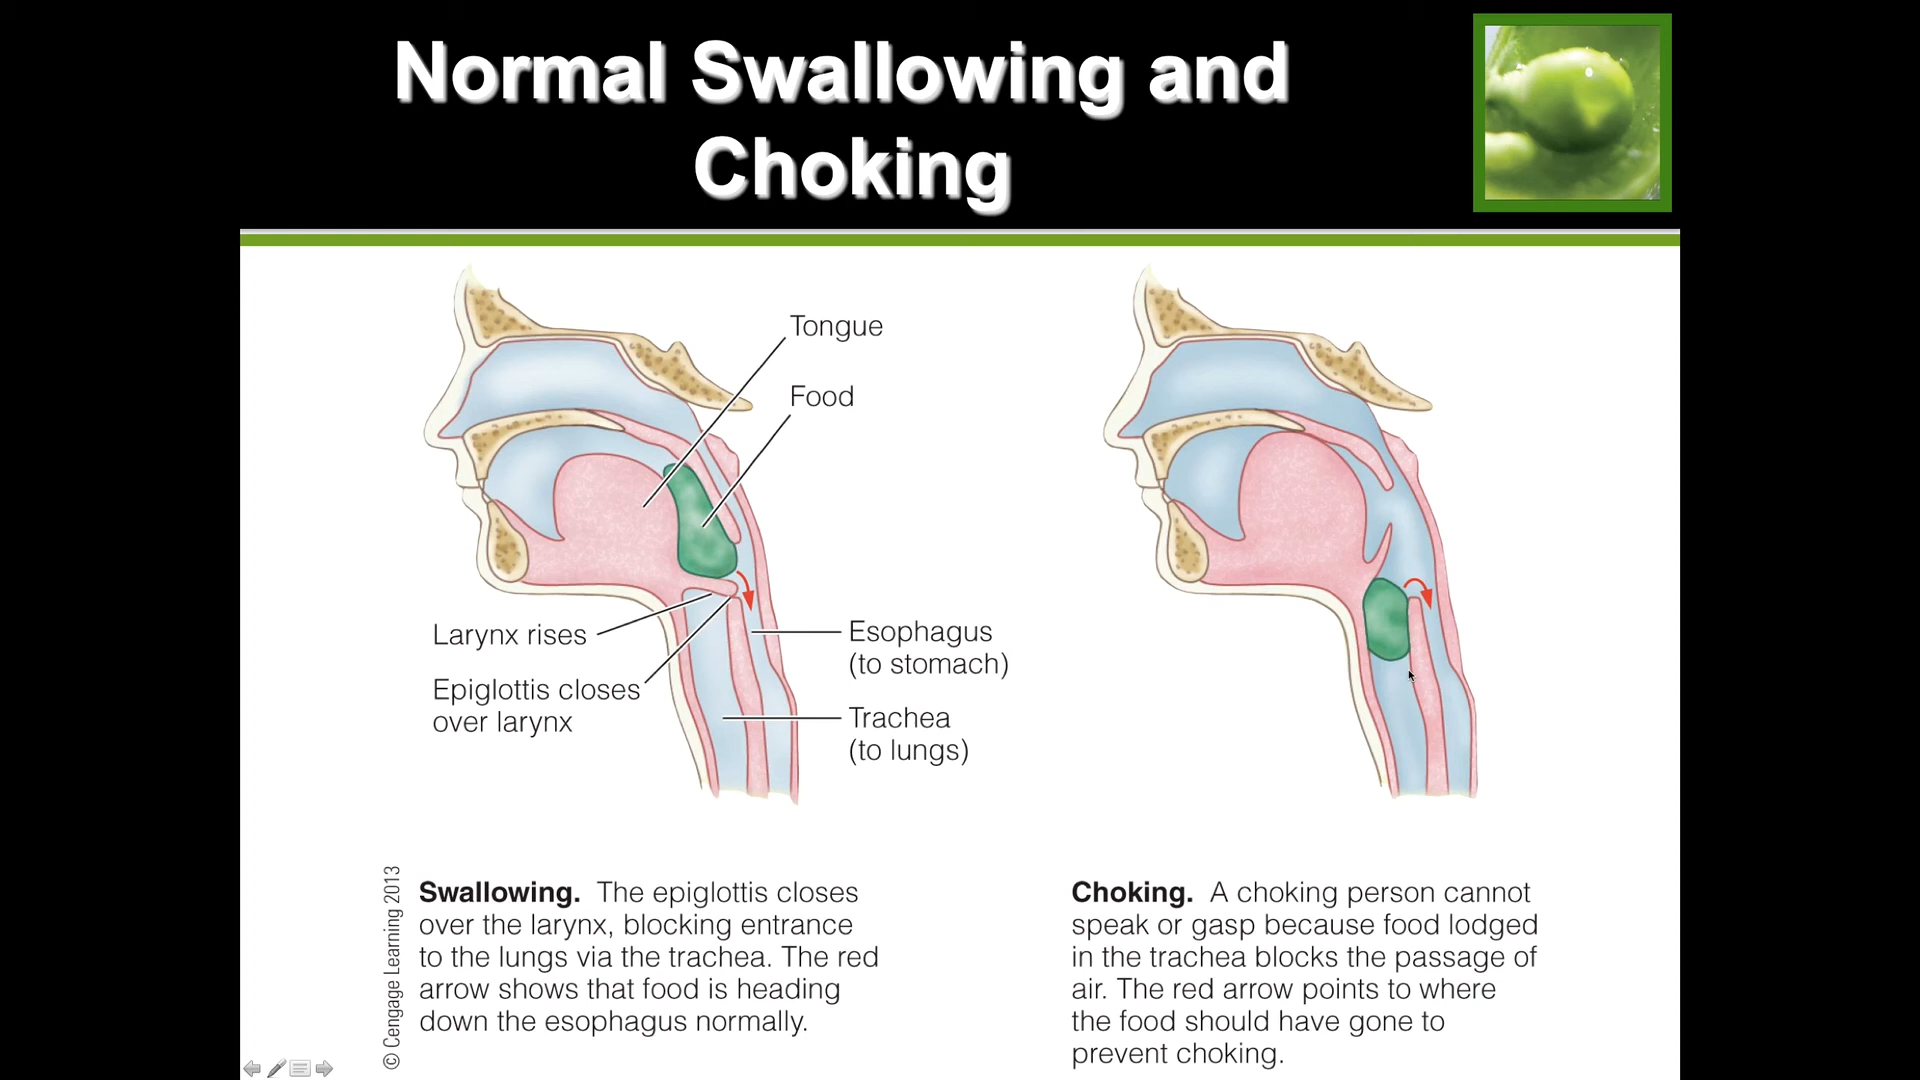 Normal Swallowing and
Choking
Tongue
Food
Larynx rises
Epiglottis closes
over larynx
Esophagus
(to stomach)
Trachea
(to lungs)
© Cengage Learning 2013
Swallowing. The epiglottis closes
over the larynx, blocking entrance
to the lungs via the trachea. The red
arrow shows that food is heading
down the esophagus normally.
Choking. A choking person cannot
speak or gasp because food lodged
in the trachea blocks the passage of
air. The red arrow points to where
the food should have gone to
prevent choking.